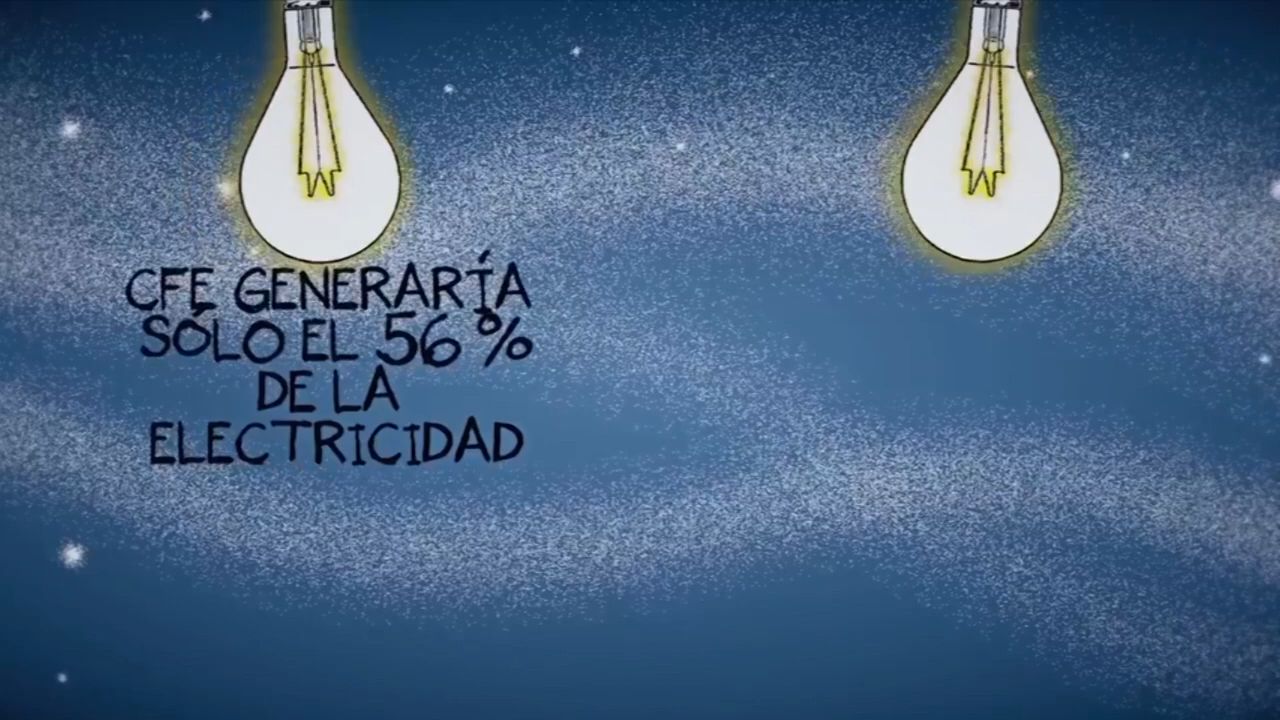 CFE GENERARÍA
SÓLO EL 56 %
DE LA
ELECTRICIDAD